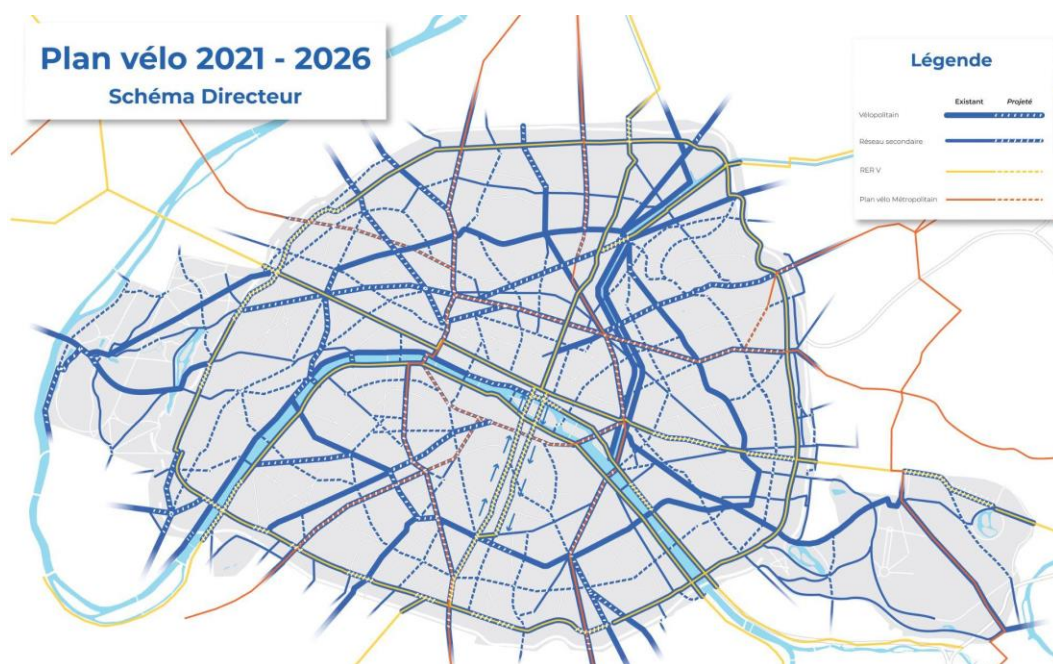 Plan vélo 2021 - 2026
Schéma Directeur
Légende
Existant Projeté
Vélopolitain
Réseau secondaire
RER V
Plan vélo Métropolitain